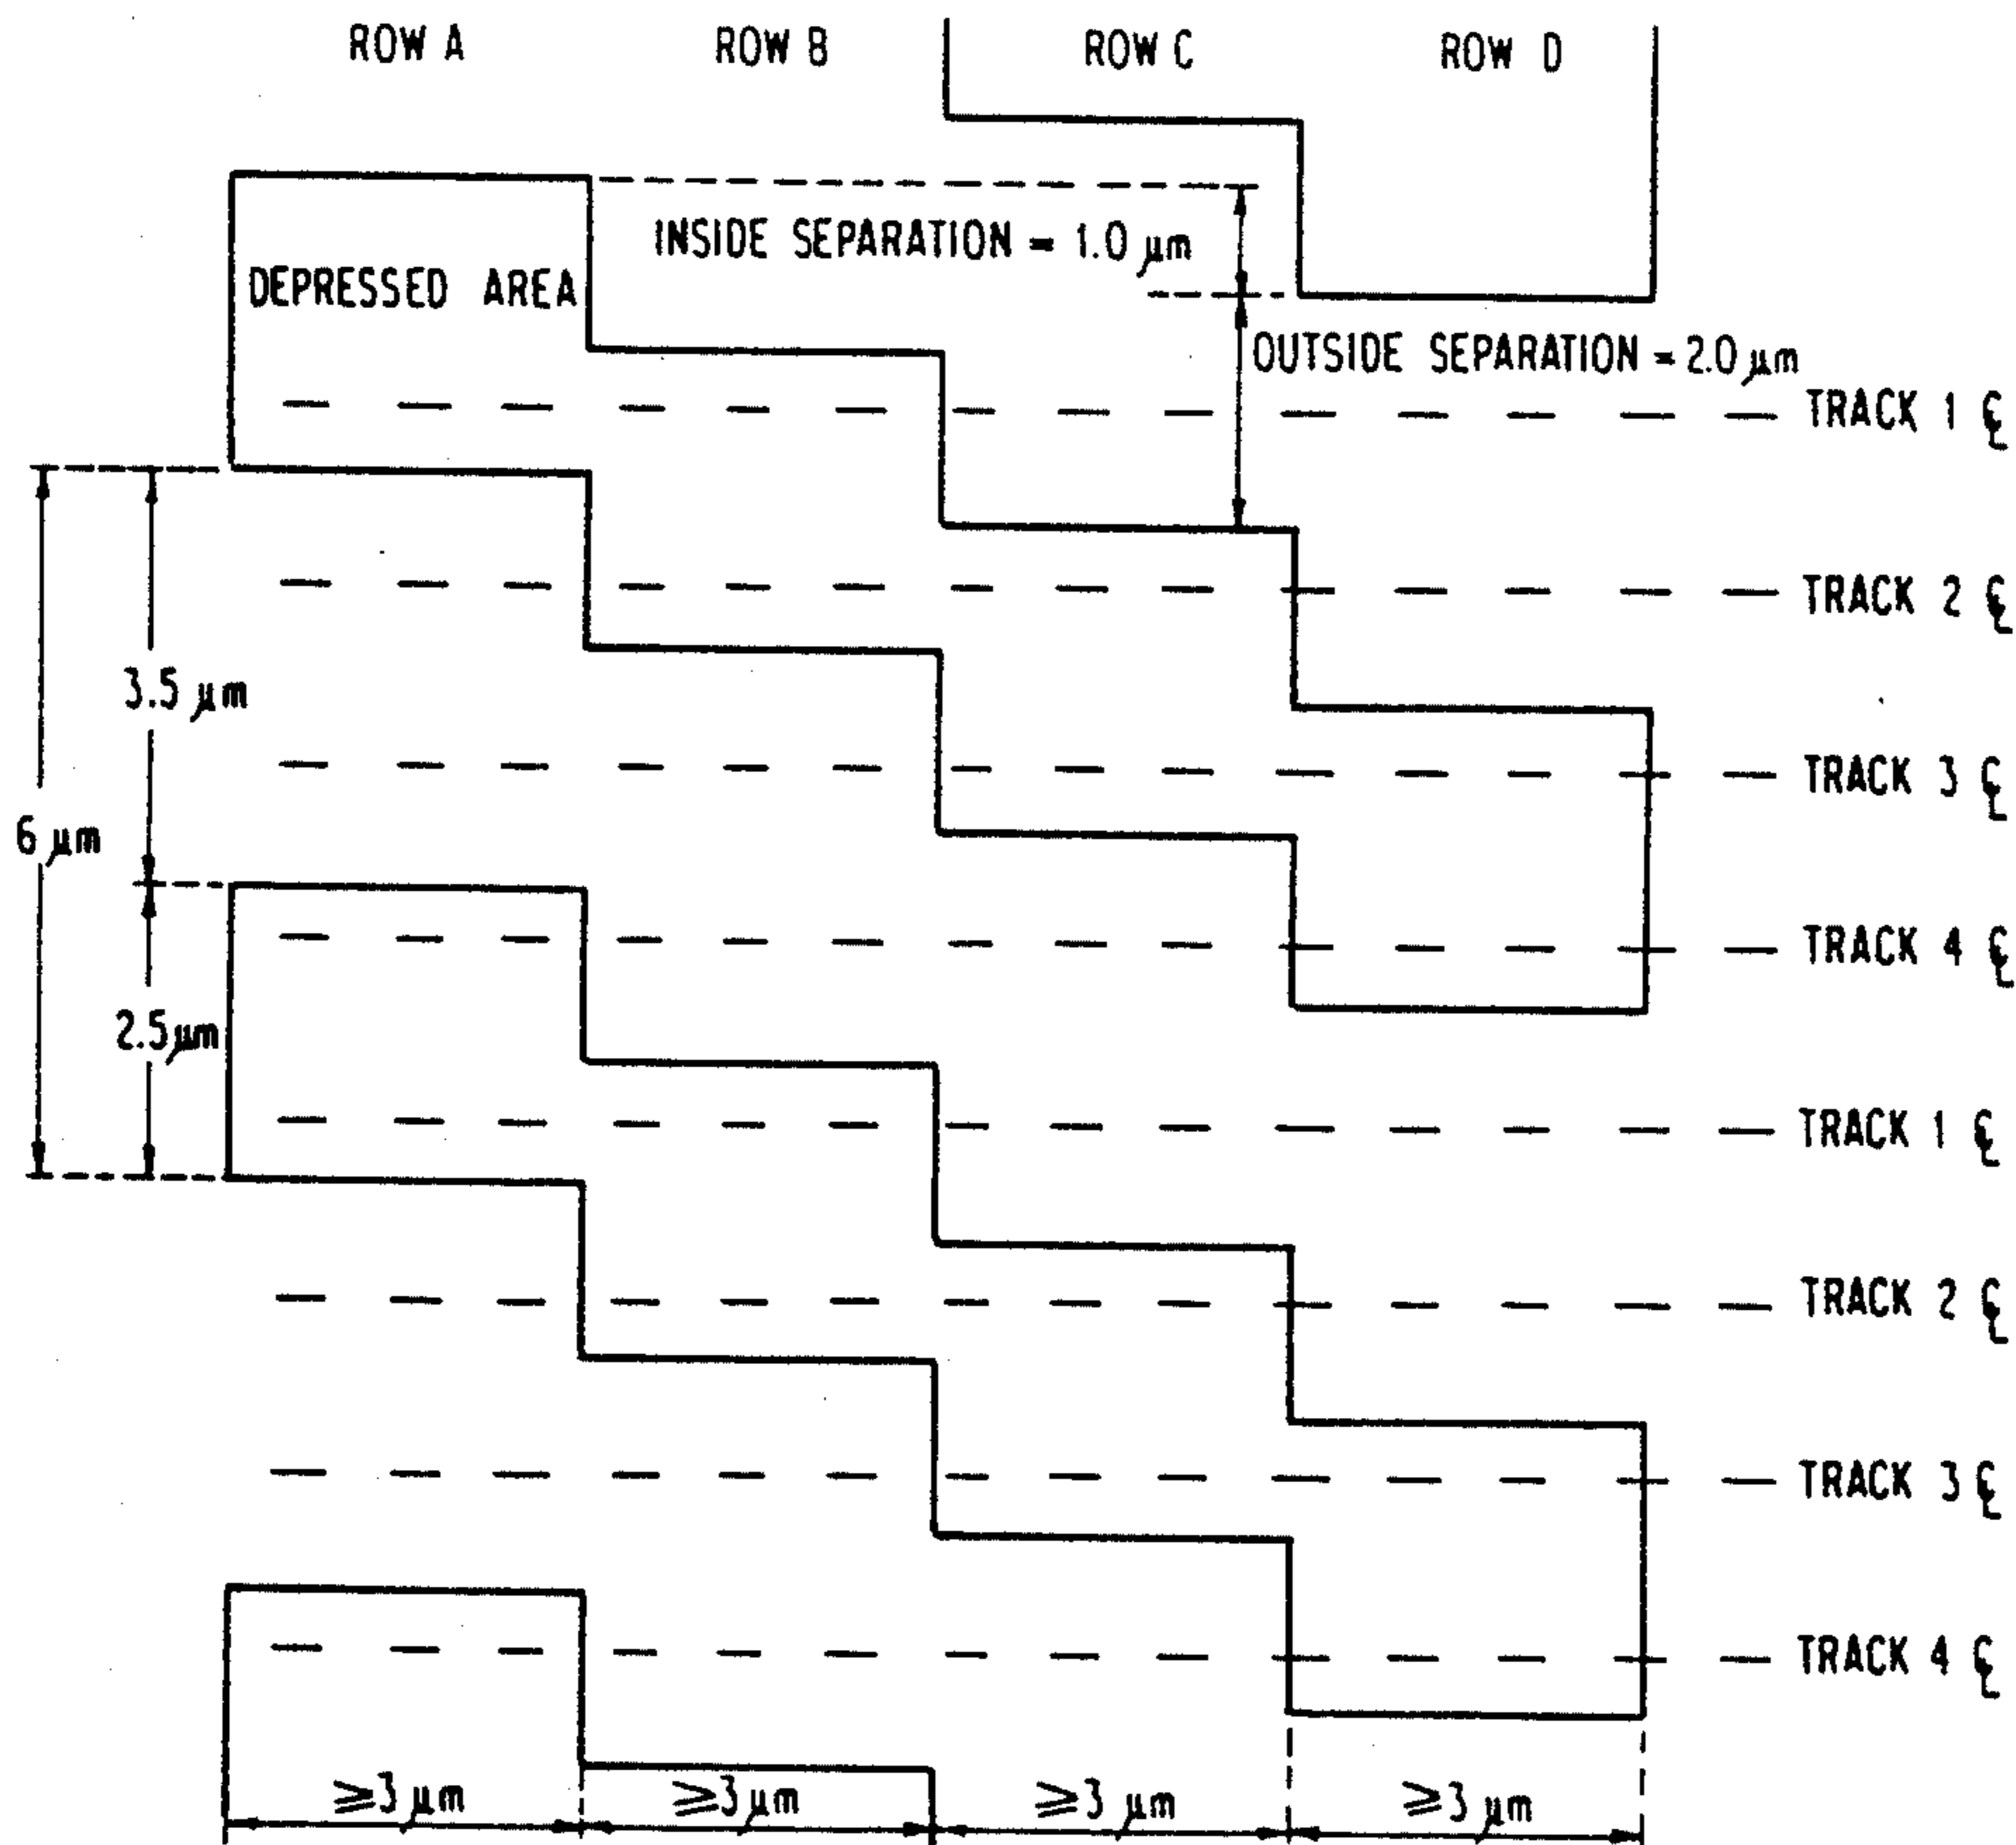 ROW A ROW B ROW C ROW D
INSIDE SEPARATION = 1.0 μm
DEPRESSED AREA
OUTSIDE SEPARATION = 2.0 μm
TRACK 1 ℄
TRACK 2 ℄
3.5 μm
TRACK 3 ℄
6 μm
TRACK 4 ℄
2.5 μm
TRACK 1 ℄
TRACK 2 ℄
TRACK 3 ℄
TRACK 4 ℄
≥3 μm ≥3 μm ≥3 μm ≥3 μm